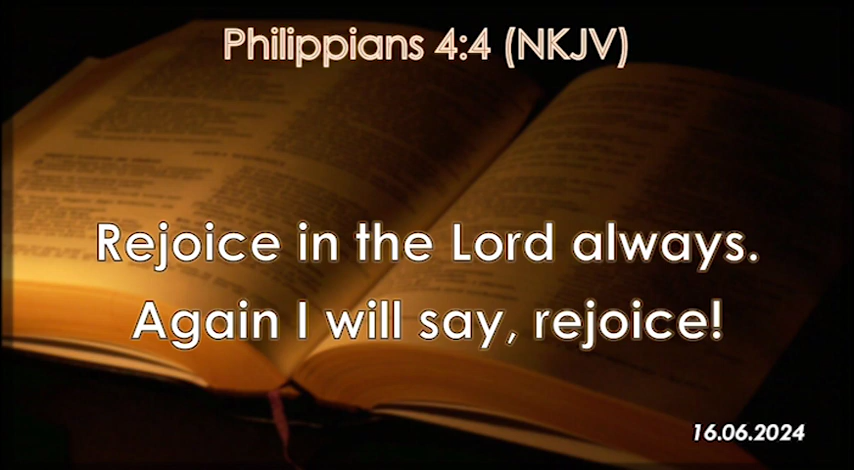 Philippians 4:4 (NKJV)
Rejoice in the Lord always.
Again I will say, rejoice!
16.06.2024